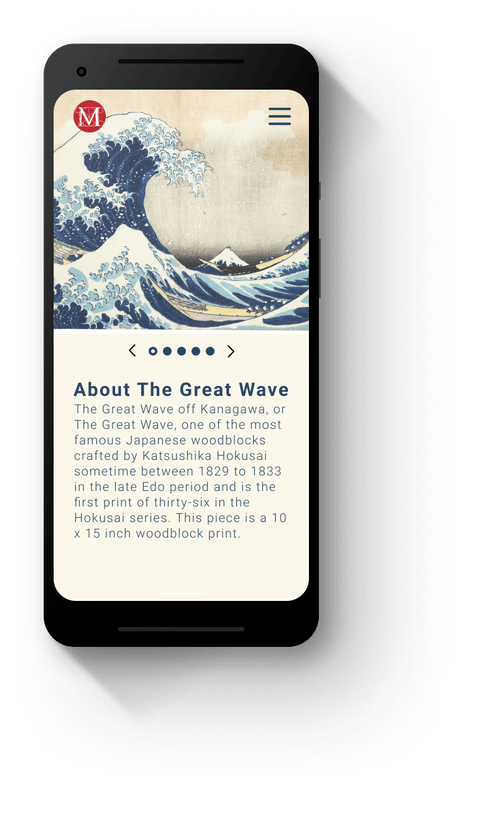 M
About The Great Wave
The Great Wave off Kanagawa, or
The Great Wave, one of the most
famous Japanese woodblocks
crafted by Katsushika Hokusai
sometime between 1829 to 1833
in the late Edo period and is the
first print of thirty-six in the
Hokusai series. This piece is a 10
x 15 inch woodblock print.